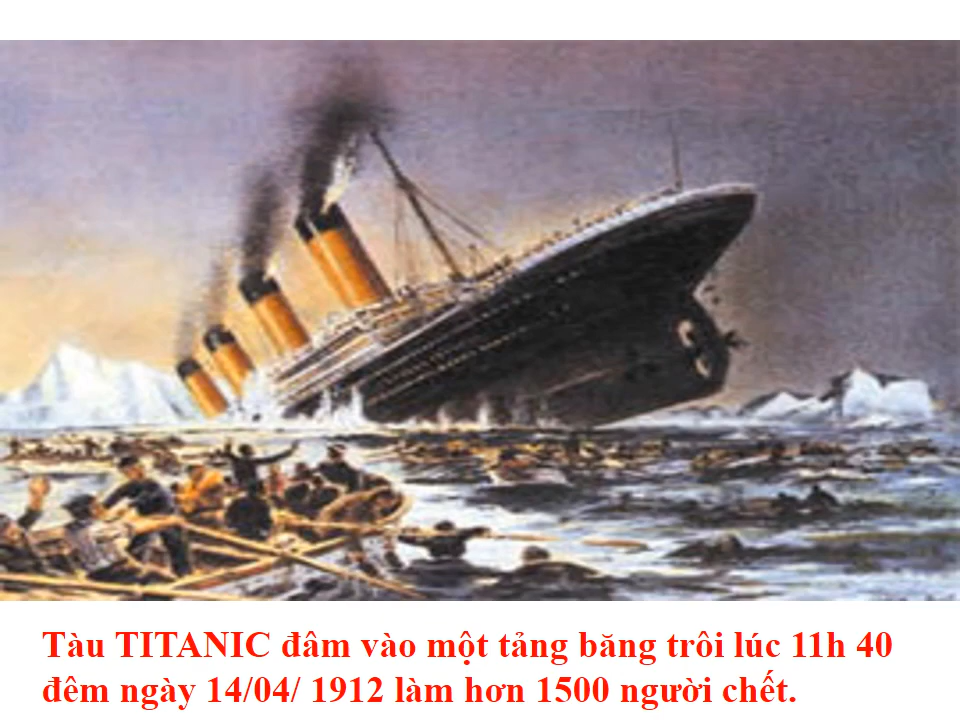 Tàu TITANIC đâm vào một tảng băng trôi lúc 11h 40
đêm ngày 14/04/ 1912 làm hơn 1500 người chết.